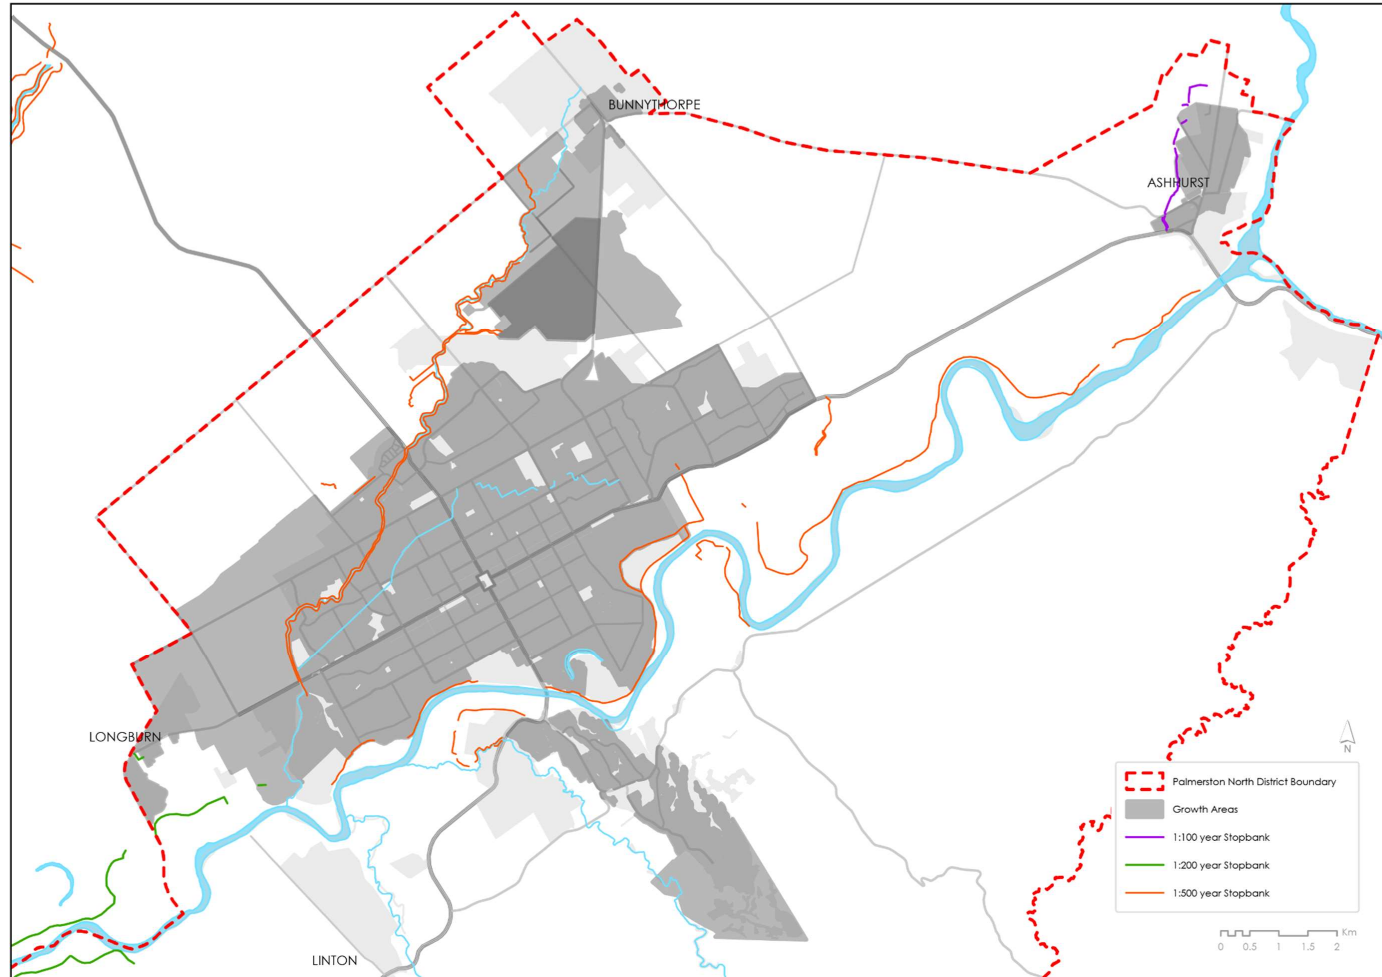 BUNNYTHORPE
ASHHURST
LONGBURN
LINTON
N
Palmerston North District Boundary
Growth Areas
1:100 year Stopbank
1:200 year Stopbank
1:500 year Stopbank
Km
0 0.5 1 1.5 2